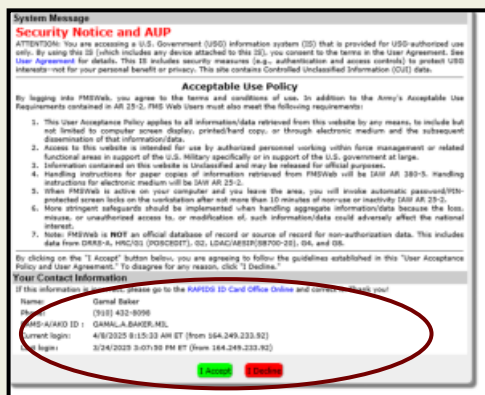 System Message
Security Notice and AUP
ATTENTION: You are accessing a U.S. Government (USG) information system (IS) that is provided for USG-authorized use
only. By using this IS (which includes any device attached to this IS), you consent to the terms in the User Agreement. See
User Agreement for details. This IS includes security measures (e.g., authentication and access controls) to protect USG
interests--not for your personal benefit or privacy. This site contains Controlled Unclassified Information (CUI) data.
Acceptable Use Policy
By logging into FMSWeb, you agree to the terms and conditions of use. In addition to the Army's Acceptable Use
Requirements contained in AR 25-2, FMS Web Users also must meet the following requirements:
1. This User Acceptance Policy applies to all information/data retrieved from this website by any means, to include but
not limited to computer screen display, printed/hard copy, or through electronic medium and the subsequent
dissemination of that information/data.
2. Access to this website is intended for use by authorized personnel working within force management or related
functional areas in support of the U.S. Military specifically or in support of the U.S. government at large.
3. Information contained on this website is Unclassified and may be released for official purposes.
4. Handling instructions for paper copies of information retrieved from FMSWeb will be IAW AR 380-5. Handling
instructions for electronic medium will be IAW AR 25-2.
5. When FMSWeb is active on your computer and you leave the area, you will invoke automatic password/PIN-
protected screen locks on the workstation after not more than 10 minutes of non-use or inactivity IAW AR 25-2.
6. More stringent safeguards should be implemented when handling aggregate information/data because the loss,
misuse, or unauthorized access to, or modification of, such information/data could adversely affect the national
interest.
7. Note: FMSWeb is NOT an official database of record or source of record for non-authorization data. This includes
data from DRRS-A, HRC/G1 (POSCEDIT), G2, LDAC/AESIP(SB700-20), G4, and G8.
By clicking on the "I Accept" button below, you are agreeing to follow the guidelines established in this "User Acceptance
Policy and User Agreement." To disagree for any reason, click "I Decline."
Your Contact Information
If this information is please go to the RAPIDS ID Card Office Online and correct Thank you!
Name: Gamal Baker
Phone: (910) 432-8096
ID : GAMAL.A.BAKER.MIL
Current login: 4/8/2025 8:15:33 AM ET (from 164.249.233.92)
Last login: 3/24/2025 3:07:50 PM ET (from 164.249.233.92)
I Accept I Decline